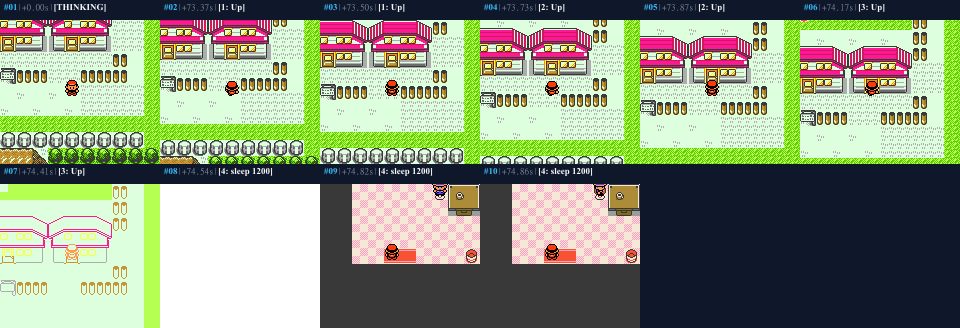 #01|+0.00s|[THINKING]
#02|+73.37s|[1: Up]
#03|+73.50s|[1: Up]
#04|+73.73s|[2: Up]
#05|+73.87s|[2: Up]
#06|+74.17s|[3: Up]
#07|+74.41s|[3: Up]
#08|+74.54s|[4: sleep 1200]
#09|+74.82s|[4: sleep 1200]
#10|+74.86s|[4: sleep 1200]